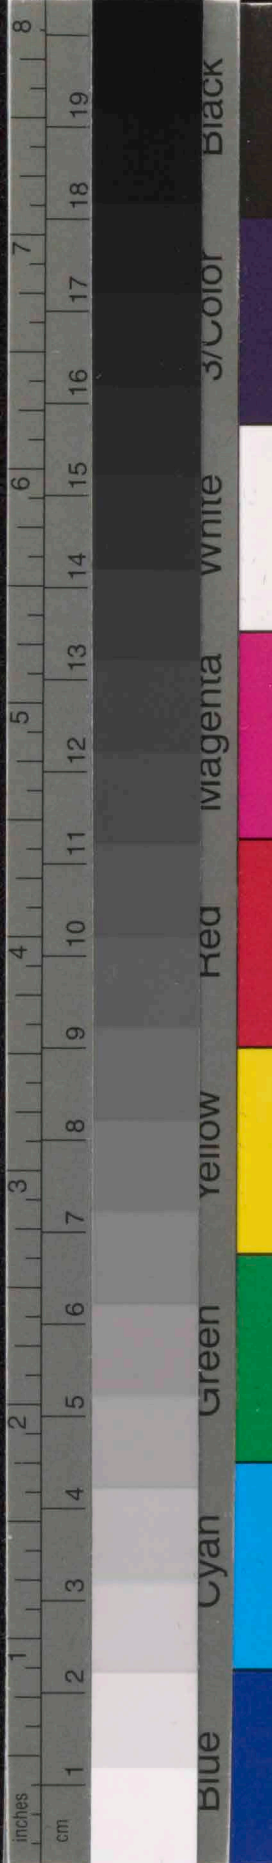 inches 1 2 3 4 5 6 7 8
cm 1 2 3 4 5 6 7 8 9 10 11 12 13 14 15 16 17 18 19
Blue Cyan Green Yellow Red Magenta White 3/Color Black